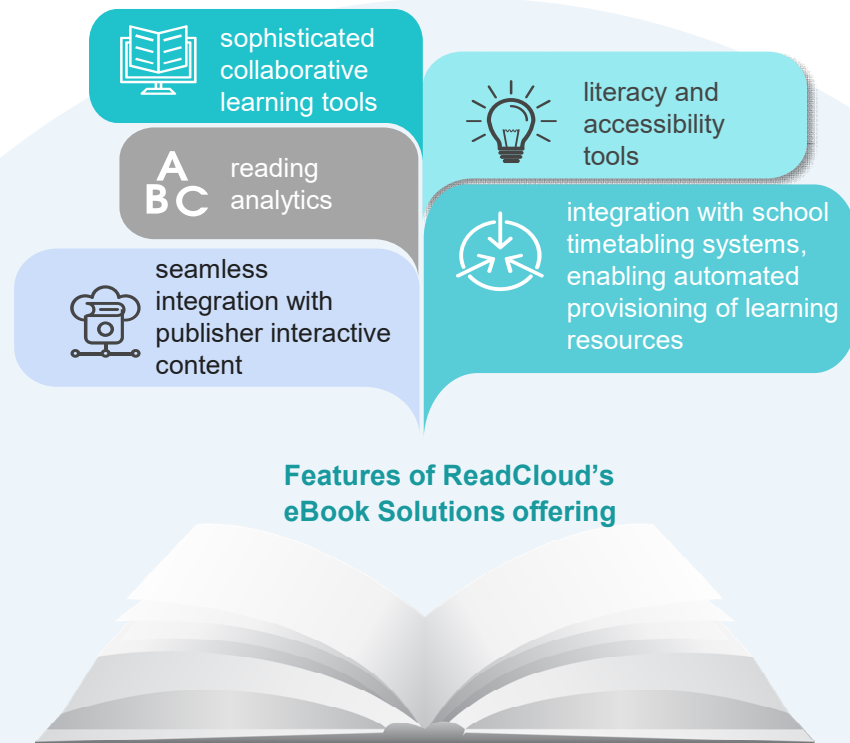 sophisticated
collaborative
learning tools
literacy and
accessibility
tools
A
BC
reading
analytics
integration with school
timetabling systems,
enabling automated
provisioning of learning
resources
seamless
integration with
publisher interactive
content
Features of ReadCloud's
eBook Solutions offering